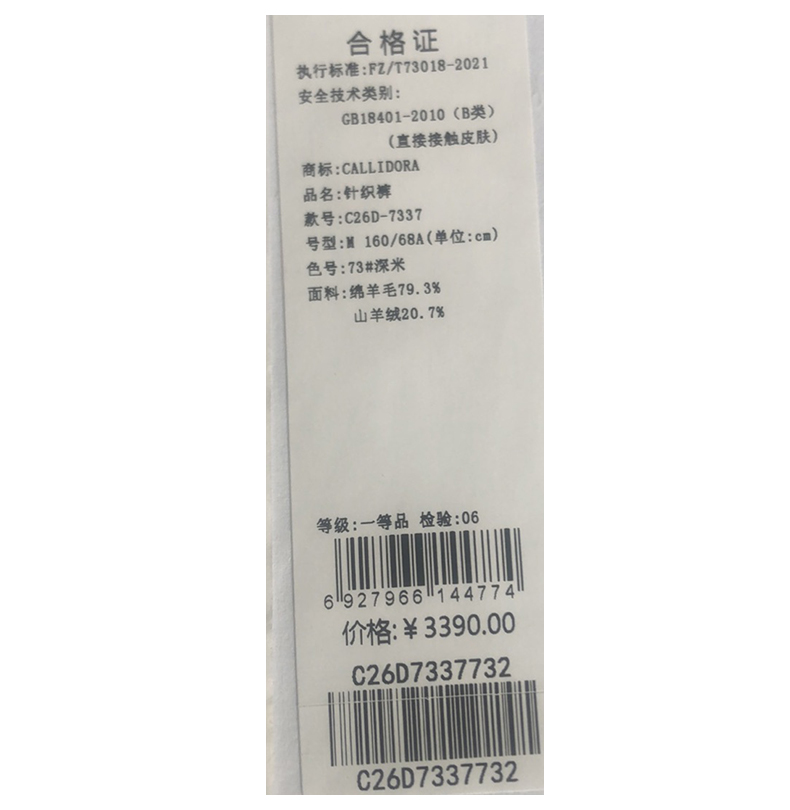 合格证
执行标准:FZ/T73018-2021
安全技术类别:
GB18401-2010（B类）
(直接接触皮肤)
商标:CALLIDORA
品名:针织裤
款号:C26D-7337
号型:M 160/68A(单位:cm)
色号:73#深米
面料:绵羊毛79.3%
山羊绒20.7%
等级:一等品 检验:06
6 927966 144774
价格:￥3390.00
C26D7337732
C26D7337732